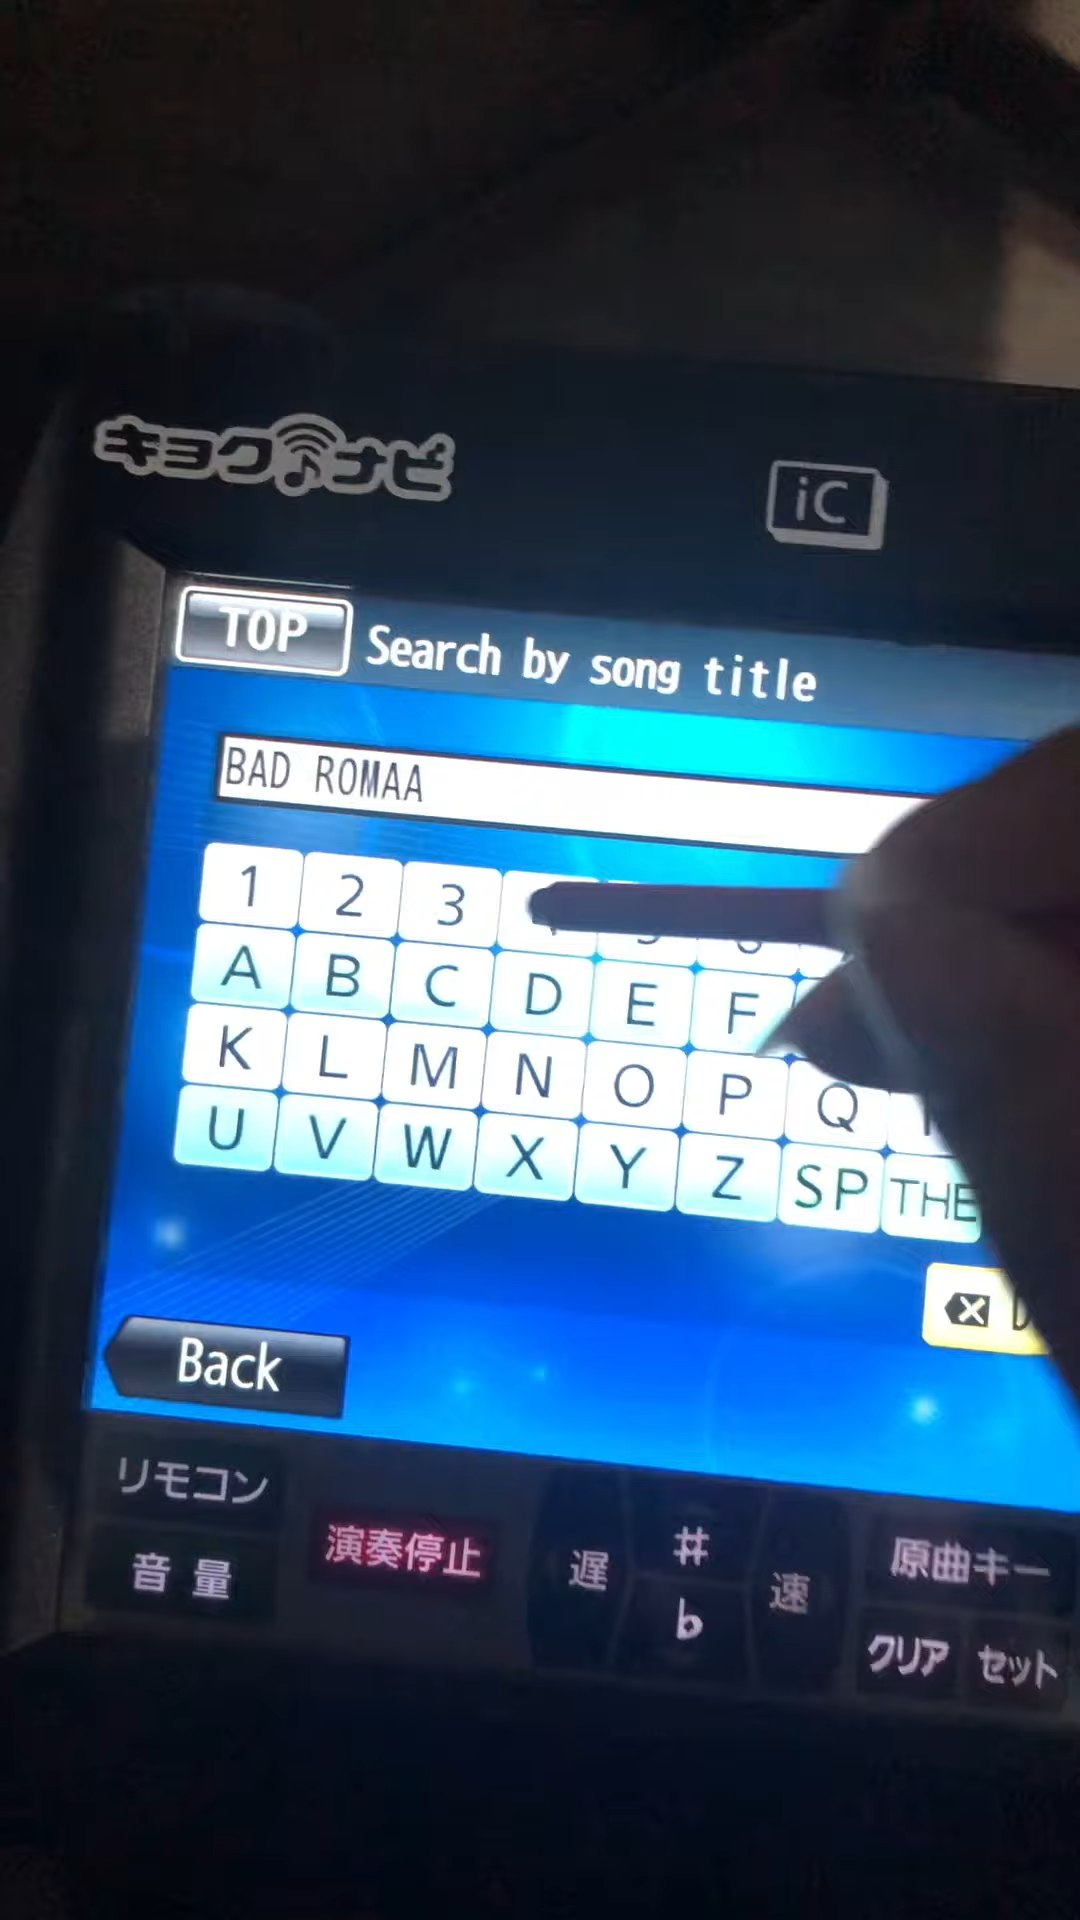 キョクナビ
iC
TOP Search by song title
BAD ROMAA
1 2 3
A B C D E F
K L M N O P Q
U V W X Y Z SP THE
Back
リモコン
音量
演奏停止
遅
♯
♭
速
原曲キー
クリア セット